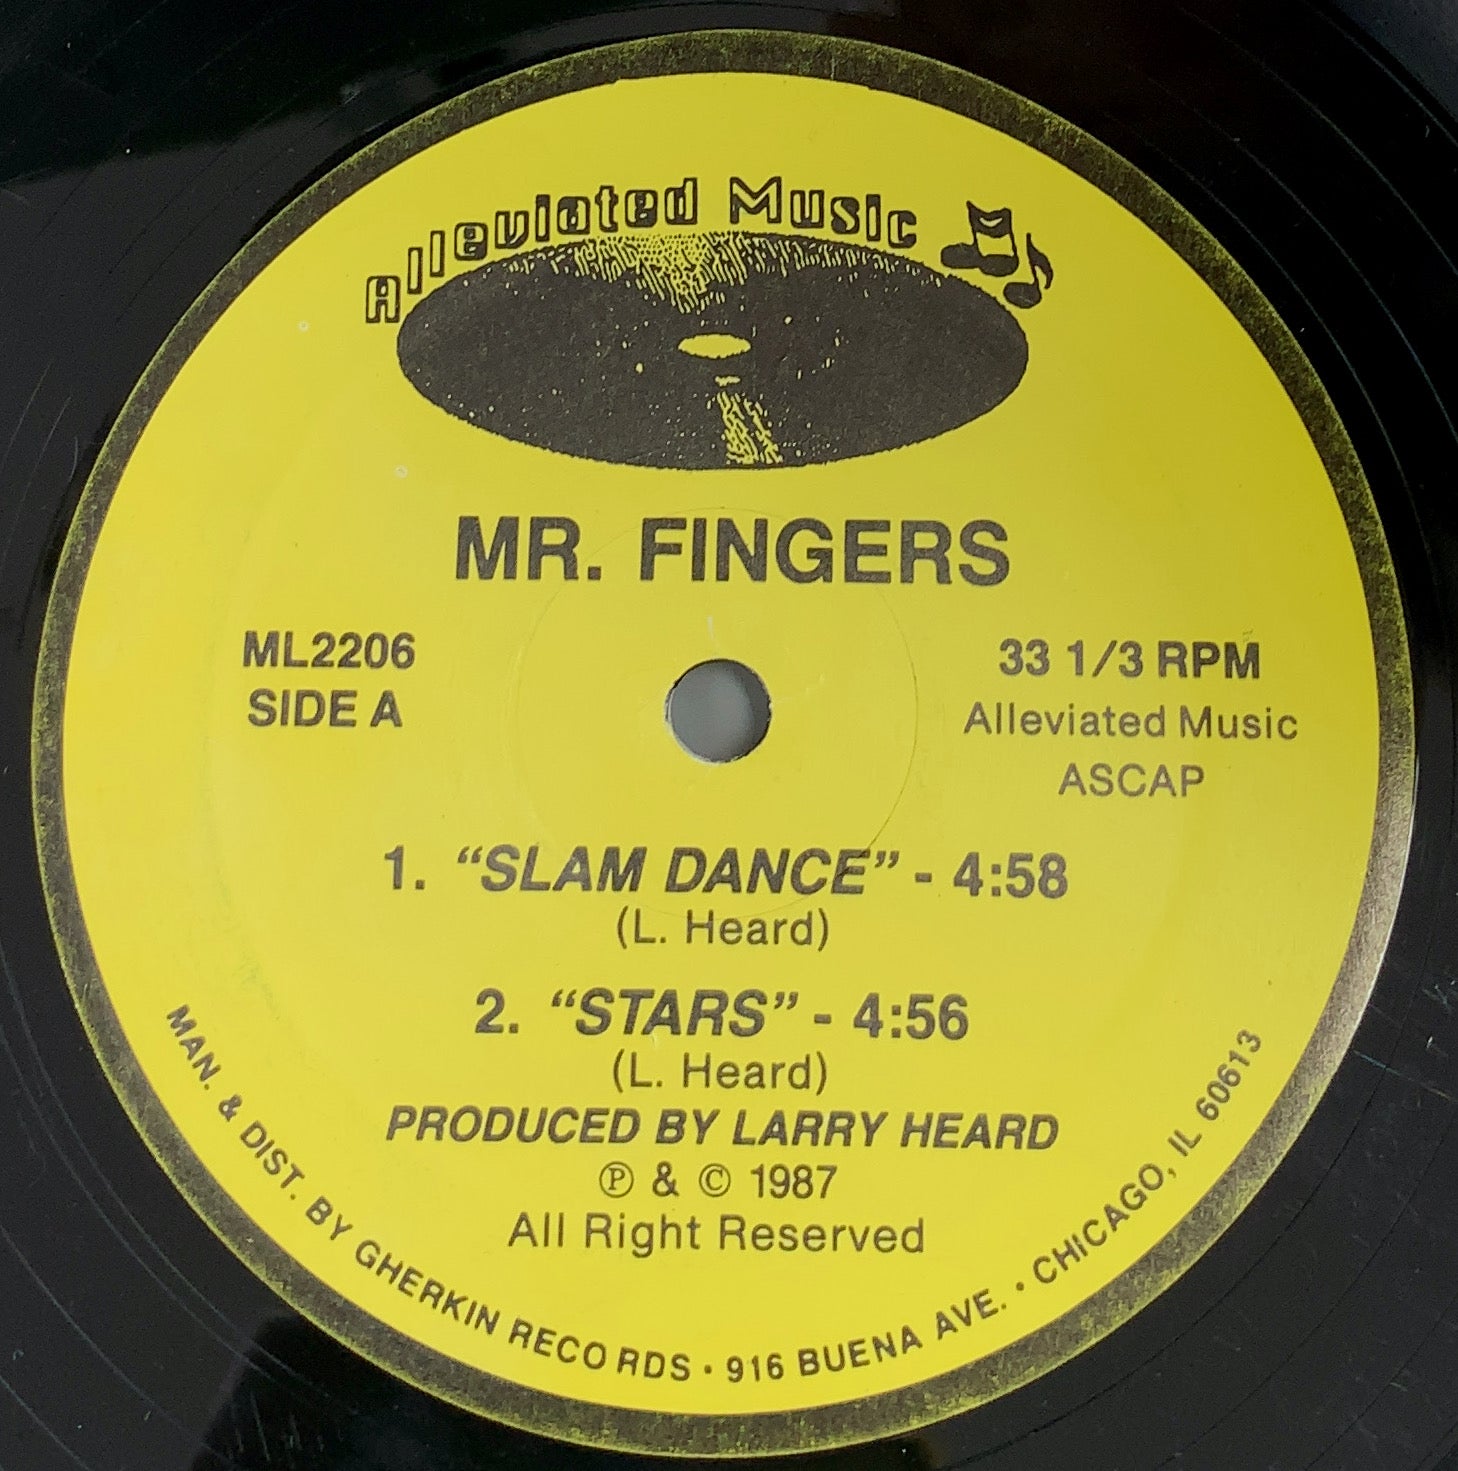 Alleviated Music
MR. FINGERS
ML2206
SIDE A
33 1/3 RPM
Alleviated Music
ASCAP
1. “SLAM DANCE” - 4:58
(L. Heard)
2. “STARS” - 4:56
(L. Heard)
PRODUCED BY LARRY HEARD
℗ & © 1987
All Right Reserved
MAN. & DIST. BY GHERKIN RECORDS · 916 BUENA AVE. · CHICAGO, IL 60613